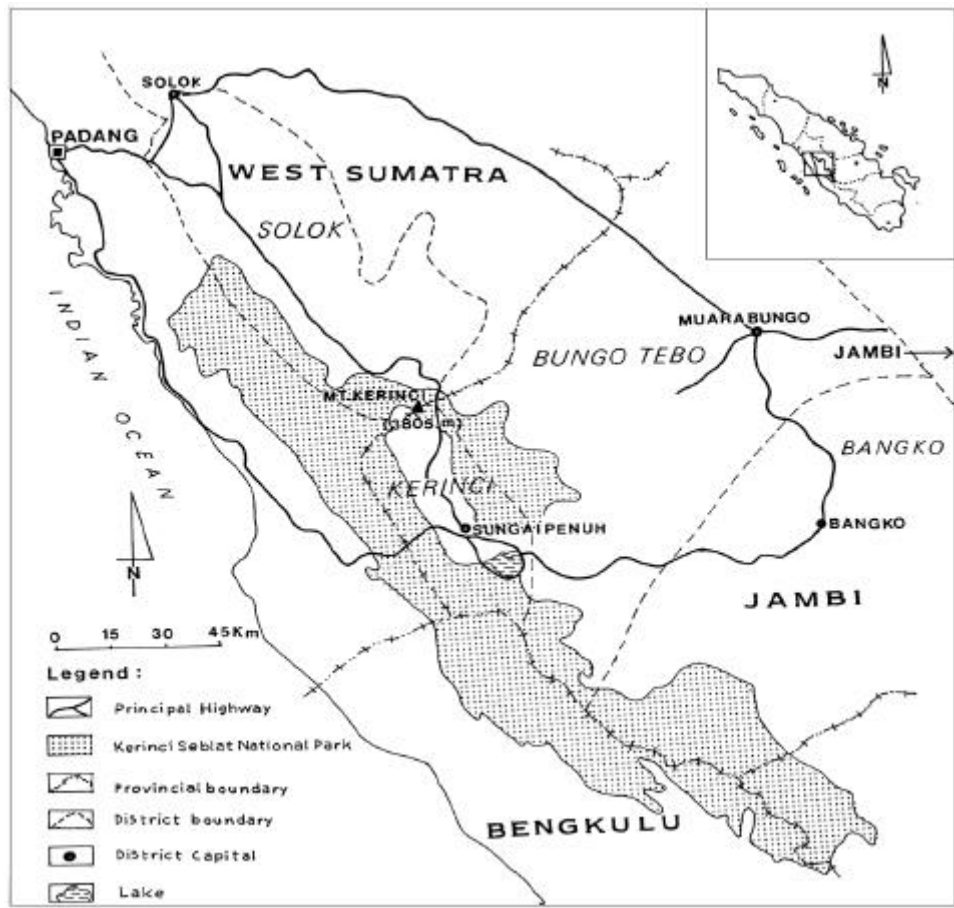 N
SOLOK
PADANG
WEST SUMATRA
SOLOK
INDIAN OCEAN
MUARABUNGO
BUNGO TEBO
JAMBI
MT.KERINCI
(3805 m)
BANGKO
KERINCI
SUNGAIPENUH
BANGKO
N
JAMBI
0 15 30 45Km
Legend :
Principal Highway
Kerinci Seblat National Park
Provincial boundary
District boundary
BENGKULU
District Capital
Lake